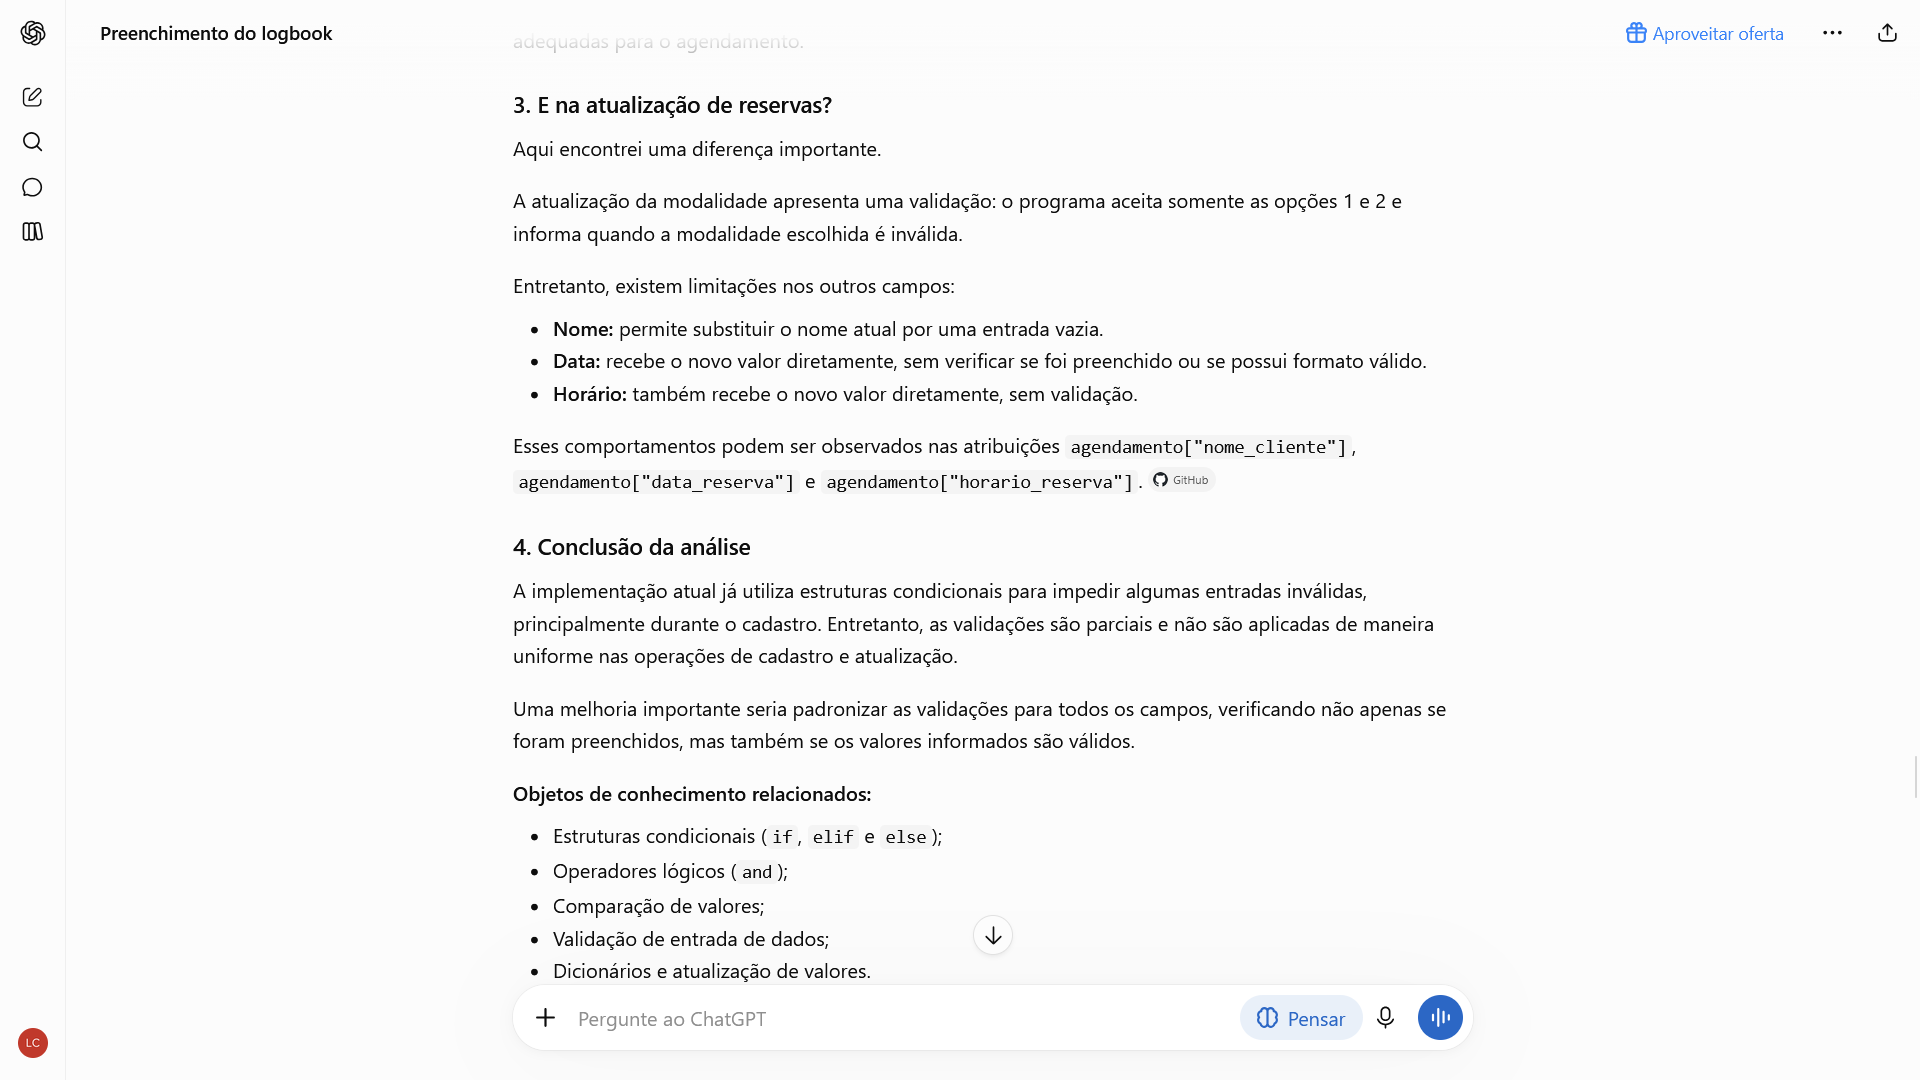 Preenchimento do logbook
Aproveitar oferta
adequadas para o agendamento.
3. E na atualização de reservas?
Aqui encontrei uma diferença importante.
A atualização da modalidade apresenta uma validação: o programa aceita somente as opções 1 e 2 e
informa quando a modalidade escolhida é inválida.
Entretanto, existem limitações nos outros campos:
• Nome: permite substituir o nome atual por uma entrada vazia.
• Data: recebe o novo valor diretamente, sem verificar se foi preenchido ou se possui formato válido.
• Horário: também recebe o novo valor diretamente, sem validação.
Esses comportamentos podem ser observados nas atribuições agendamento["nome_cliente"],
agendamento["data_reserva"] e agendamento["horario_reserva"]. GitHub
4. Conclusão da análise
A implementação atual já utiliza estruturas condicionais para impedir algumas entradas inválidas,
principalmente durante o cadastro. Entretanto, as validações são parciais e não são aplicadas de maneira
uniforme nas operações de cadastro e atualização.
Uma melhoria importante seria padronizar as validações para todos os campos, verificando não apenas se
foram preenchidos, mas também se os valores informados são válidos.
Objetos de conhecimento relacionados:
• Estruturas condicionais (if, elif e else);
• Operadores lógicos (and);
• Comparação de valores;
• Validação de entrada de dados;
• Dicionários e atualização de valores.
Pergunte ao ChatGPT
Pensar
LC